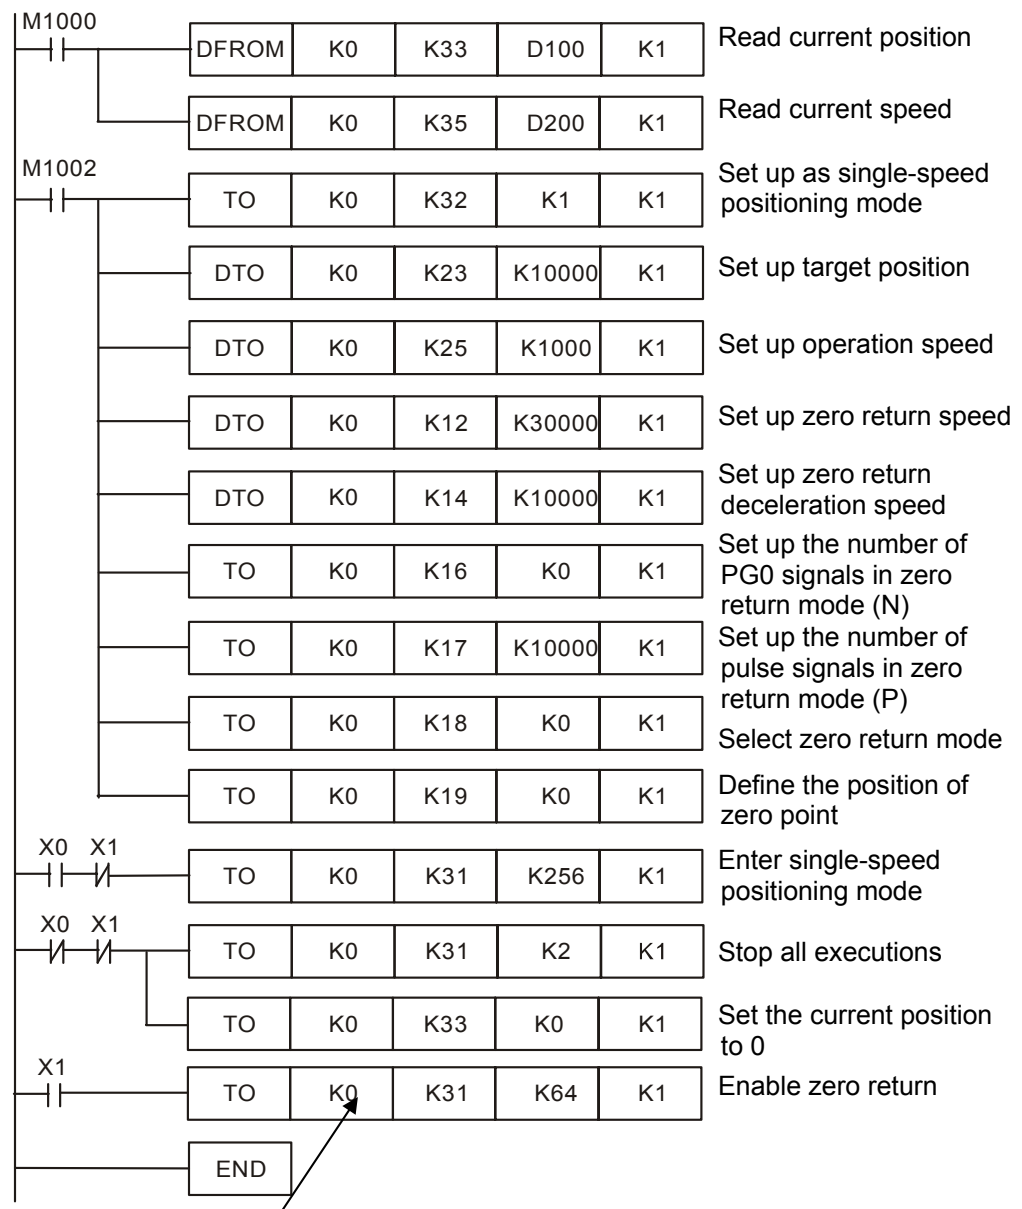 M1000
DFROM K0 K33 D100 K1 Read current position
DFROM K0 K35 D200 K1 Read current speed
M1002
TO K0 K32 K1 K1 Set up as single-speed
positioning mode
DTO K0 K23 K10000 K1 Set up target position
DTO K0 K25 K1000 K1 Set up operation speed
DTO K0 K12 K30000 K1 Set up zero return speed
DTO K0 K14 K10000 K1 Set up zero return
deceleration speed
TO K0 K16 K0 K1 Set up the number of
PG0 signals in zero
return mode (N)
TO K0 K17 K10000 K1 Set up the number of
pulse signals in zero
return mode (P)
TO K0 K18 K0 K1 Select zero return mode
TO K0 K19 K0 K1 Define the position of
zero point
X0 X1
TO K0 K31 K256 K1 Enter single-speed
positioning mode
X0 X1
TO K0 K31 K2 K1 Stop all executions
TO K0 K33 K0 K1 Set the current position
to 0
X1
TO K0 K31 K64 K1 Enable zero return
END